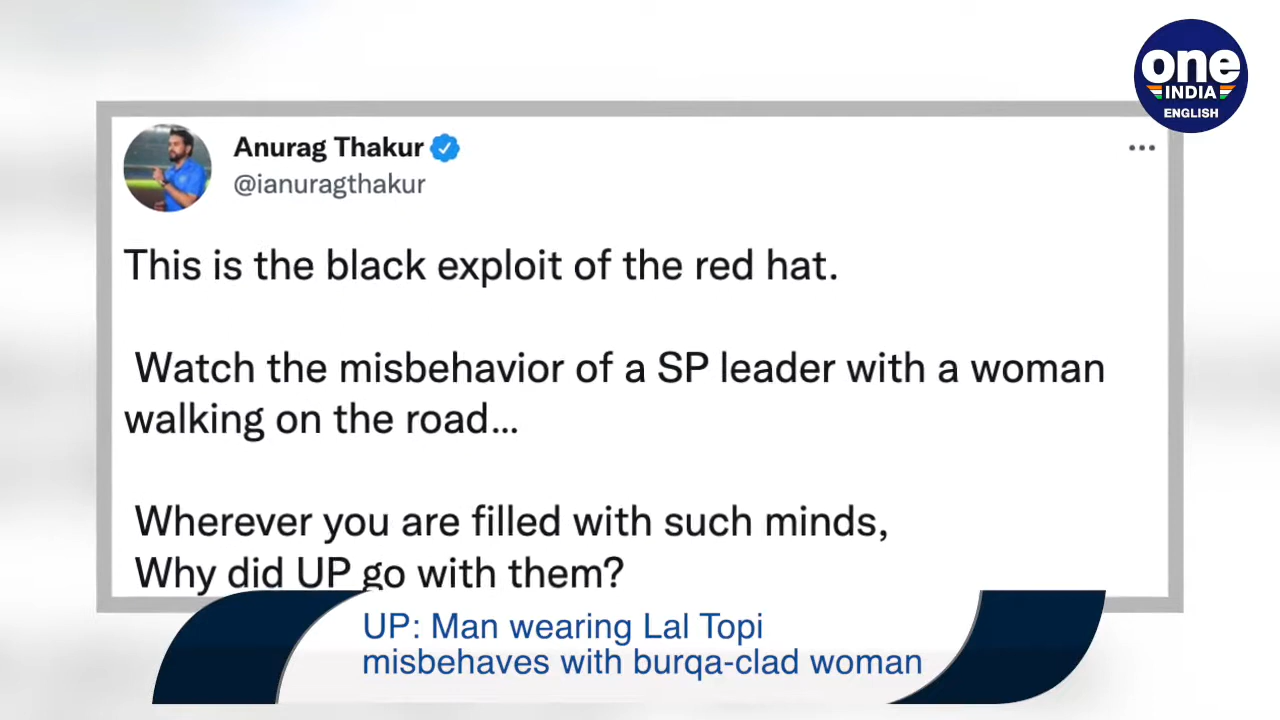 one
INDIA
ENGLISH
Anurag Thakur
@ianuragthakur
This is the black exploit of the red hat.
Watch the misbehavior of a SP leader with a woman
walking on the road...
Wherever you are filled with such minds,
Why did UP go with them?
UP: Man wearing Lal Topi
misbehaves with burqa-clad woman